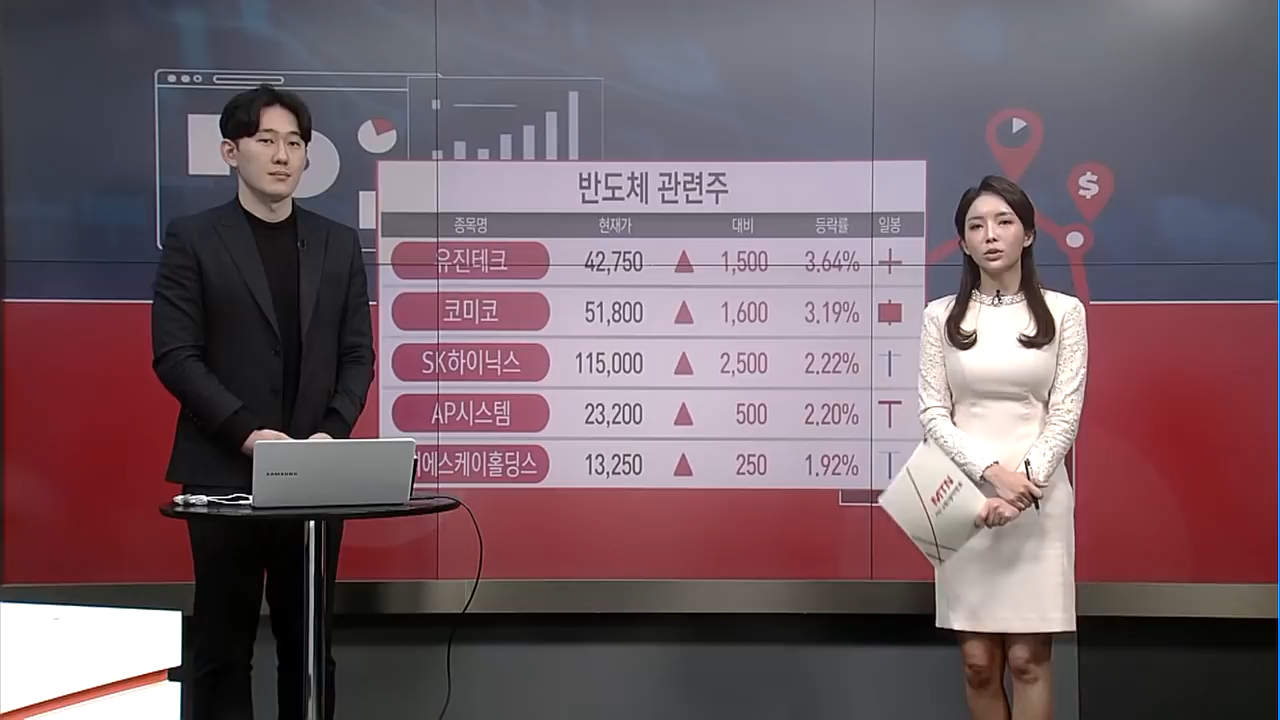 반도체 관련주
종목명 현재가 대비 등락률 일봉
유진테크 42,750 ▲ 1,500 3.64%
코미코 51,800 ▲ 1,600 3.19%
SK하이닉스 115,000 ▲ 2,500 2.22%
AP시스템 23,200 ▲ 500 2.20%
에스케이홀딩스 13,250 ▲ 250 1.92%
$
SAMSUNG
MTN